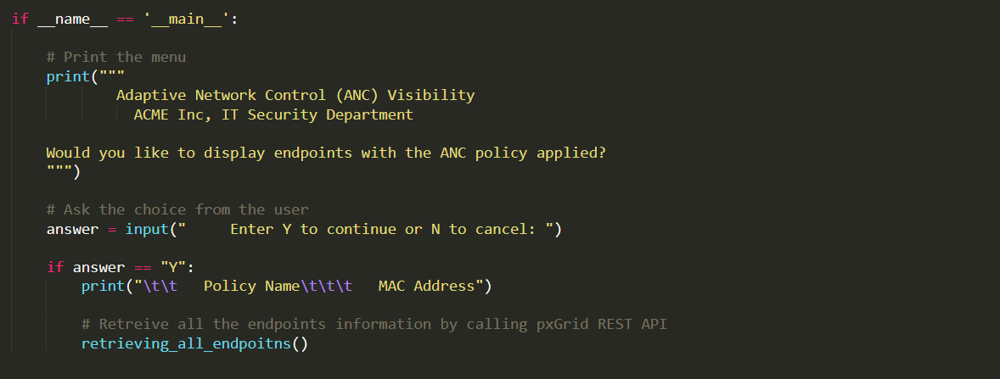 if __name__ == '__main__':
# Print the menu
print("""
Adaptive Network Control (ANC) Visibility
ACME Inc, IT Security Department
Would you like to display endpoints with the ANC policy applied?
""")
# Ask the choice from the user
answer = input("     Enter Y to continue or N to cancel: ")
if answer == "Y":
print("\t\t   Policy Name\t\t\t   MAC Address")
# Retreive all the endpoints information by calling pxGrid REST API
retrieving_all_endpoitns()